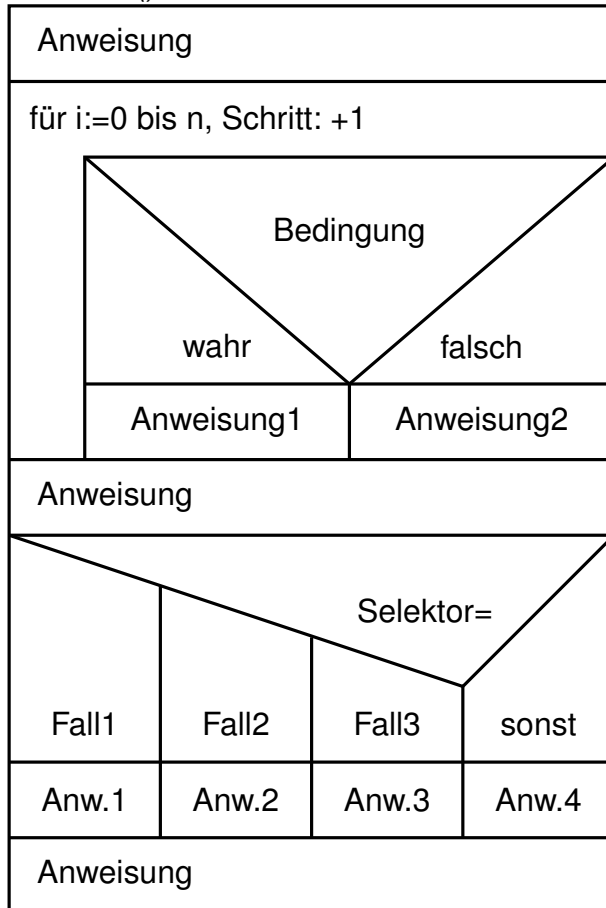 Anweisung
für i:=0 bis n, Schritt: +1
Bedingung
wahr falsch
Anweisung1 Anweisung2
Anweisung
Selektor=
Fall1 Fall2 Fall3 sonst
Anw.1 Anw.2 Anw.3 Anw.4
Anweisung